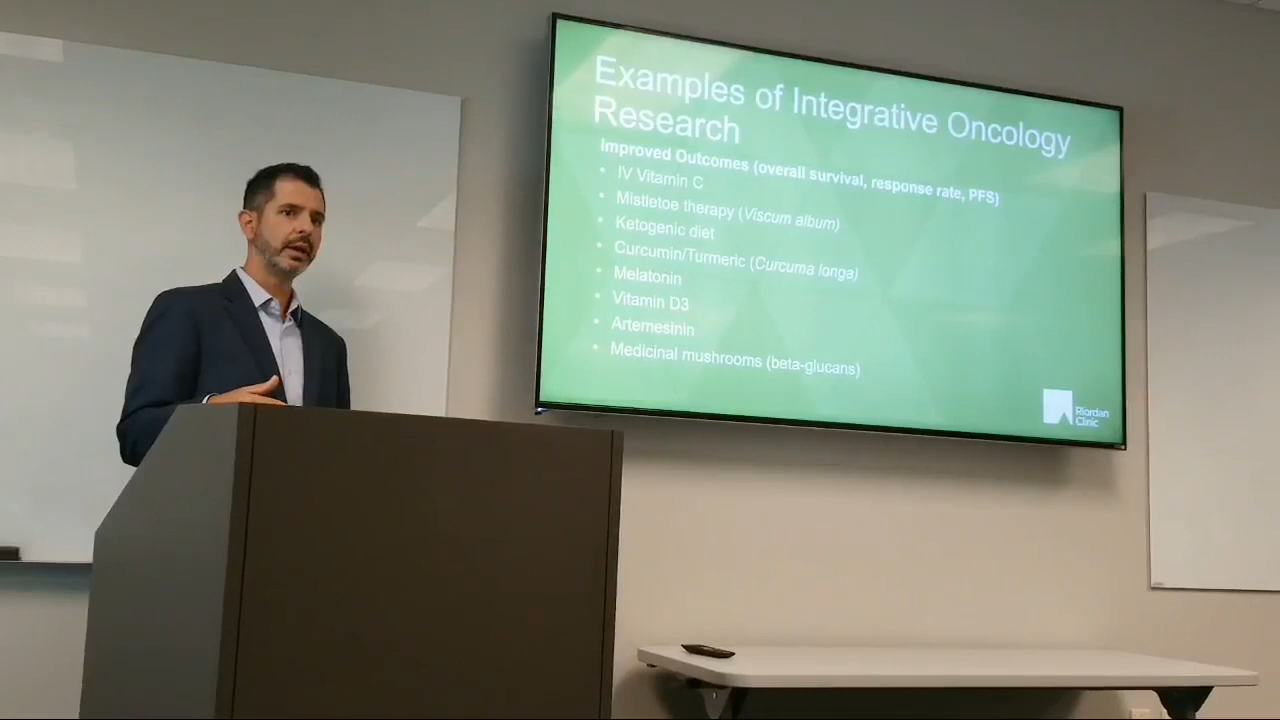 Examples of Integrative Oncology
Research
Improved Outcomes (overall survival, response rate, PFS)
• IV Vitamin C
• Mistletoe therapy (Viscum album)
• Ketogenic diet
• Curcumin/Turmeric (Curcuma longa)
• Melatonin
• Vitamin D3
• Artemesinin
• Medicinal mushrooms (beta-glucans)
Riordan
Clinic